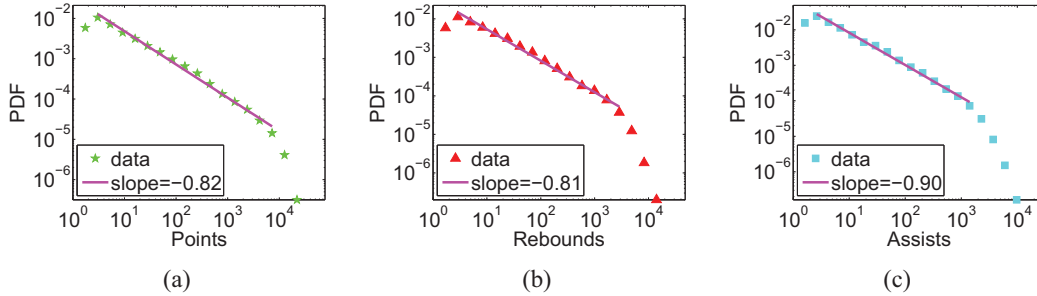 10⁻²
10⁻³
10⁻⁴
10⁻⁵
10⁻⁶
PDF
data
slope=−0.82
10⁰ 10¹ 10² 10³ 10⁴
Points
(a)
10⁻²
10⁻³
10⁻⁴
10⁻⁵
10⁻⁶
PDF
data
slope=−0.81
10⁰ 10¹ 10² 10³ 10⁴
Rebounds
(b)
10⁻¹
10⁻²
10⁻³
10⁻⁴
10⁻⁵
10⁻⁶
PDF
data
slope=−0.90
10⁰ 10¹ 10² 10³ 10⁴
Assists
(c)